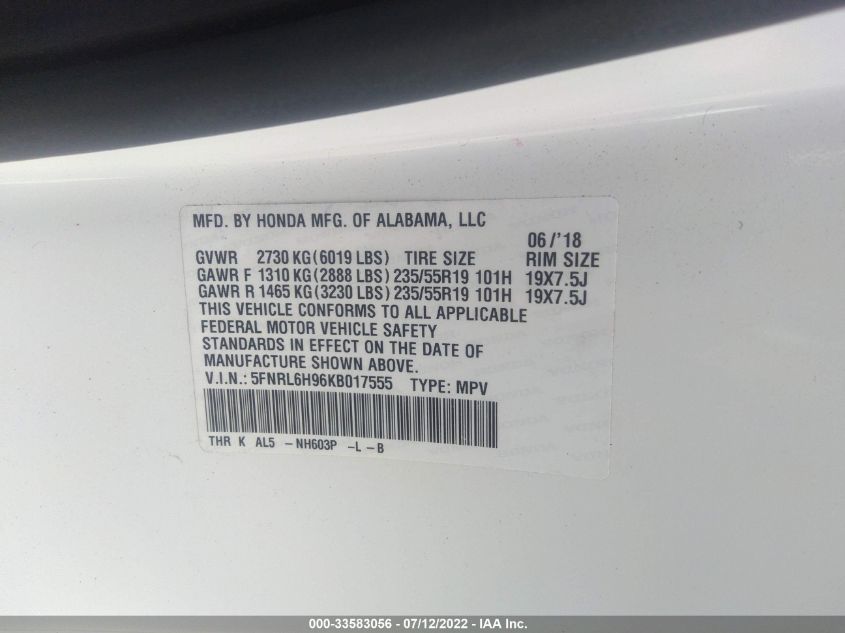 MFD. BY HONDA MFG. OF ALABAMA, LLC
06/'18
GVWR 2730 KG(6019 LBS) TIRE SIZE RIM SIZE
GAWR F 1310 KG(2888 LBS) 235/55R19 101H 19X7.5J
GAWR R 1465 KG(3230 LBS) 235/55R19 101H 19X7.5J
THIS VEHICLE CONFORMS TO ALL APPLICABLE
FEDERAL MOTOR VEHICLE SAFETY
STANDARDS IN EFFECT ON THE DATE OF
MANUFACTURE SHOWN ABOVE.
V.I.N.: 5FNRL6H96KB017555 TYPE: MPV
THR K AL5 -NH603P -L -B
000-33583056 - 07/12/2022 - IAA Inc.